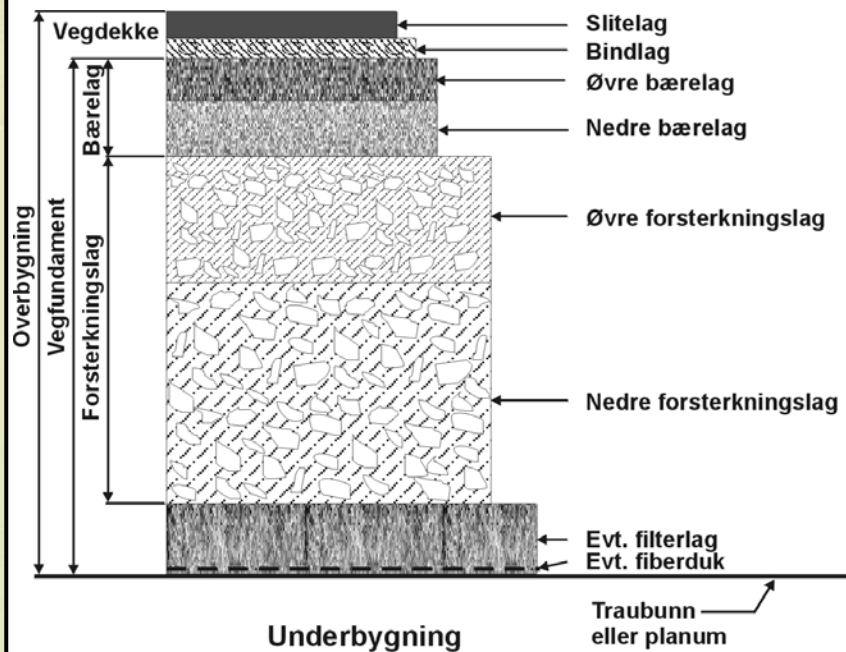 Vegdekke
Slitelag
Bindlag
Øvre bærelag
Nedre bærelag
Øvre forsterkningslag
Nedre forsterkningslag
Evt. filterlag
Evt. fiberduk
Traubunn
eller planum
Overbygning
Vegfundament
Bærelag
Forsterkningslag
Underbygning